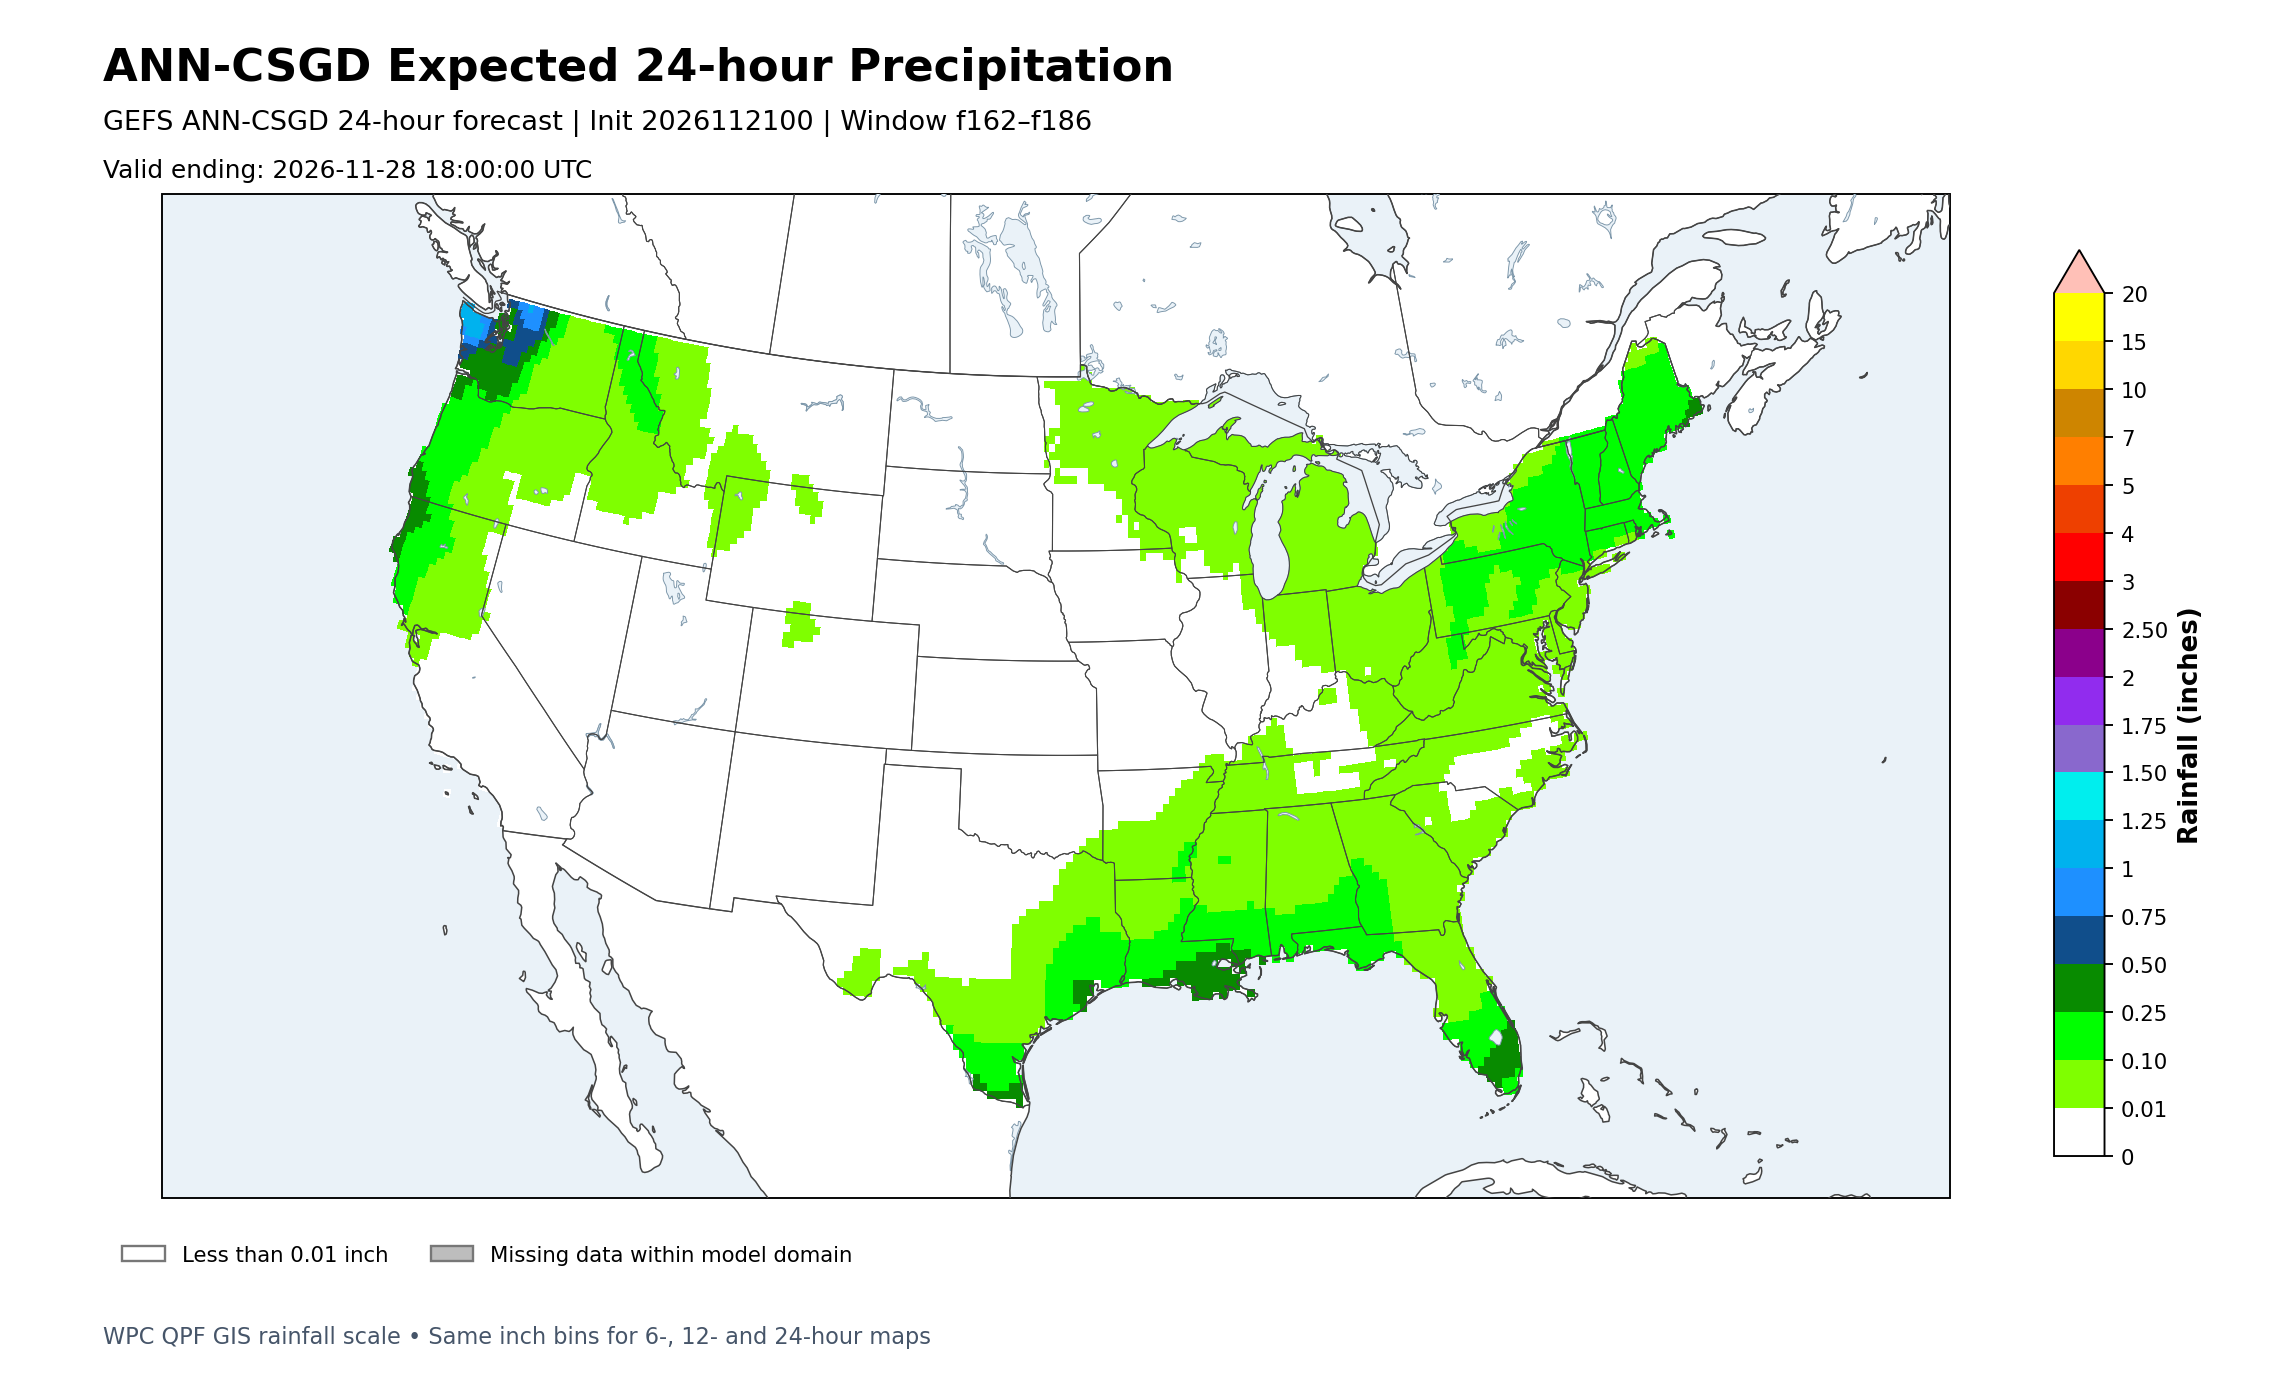 ANN-CSGD Expected 24-hour Precipitation
GEFS ANN-CSGD 24-hour forecast | Init 2026112100 | Window f162–f186
Valid ending: 2026-11-28 18:00:00 UTC
20
15
10
7
5
4
3
2.50
2
1.75
1.50
1.25
1
0.75
0.50
0.25
0.10
0.01
0
Rainfall (inches)
Less than 0.01 inch
Missing data within model domain
WPC QPF GIS rainfall scale • Same inch bins for 6-, 12- and 24-hour maps